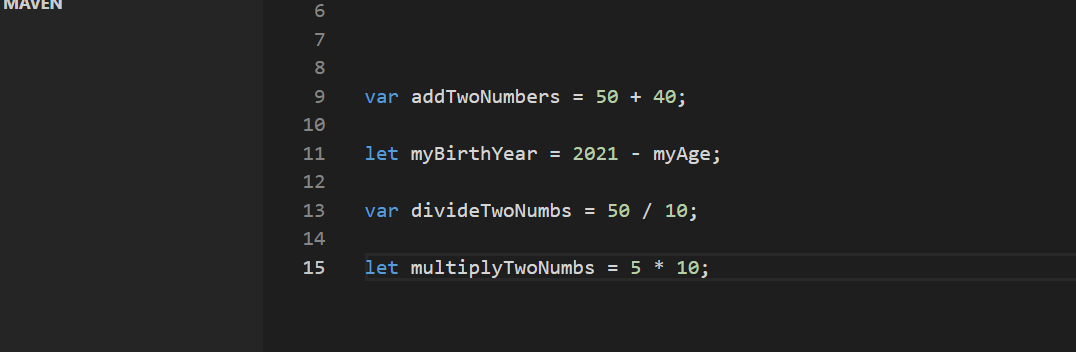 MAVEN
6
7
8
9 var addTwoNumbers = 50 + 40;
10
11 let myBirthYear = 2021 - myAge;
12
13 var divideTwoNumbs = 50 / 10;
14
15 let multiplyTwoNumbs = 5 * 10;